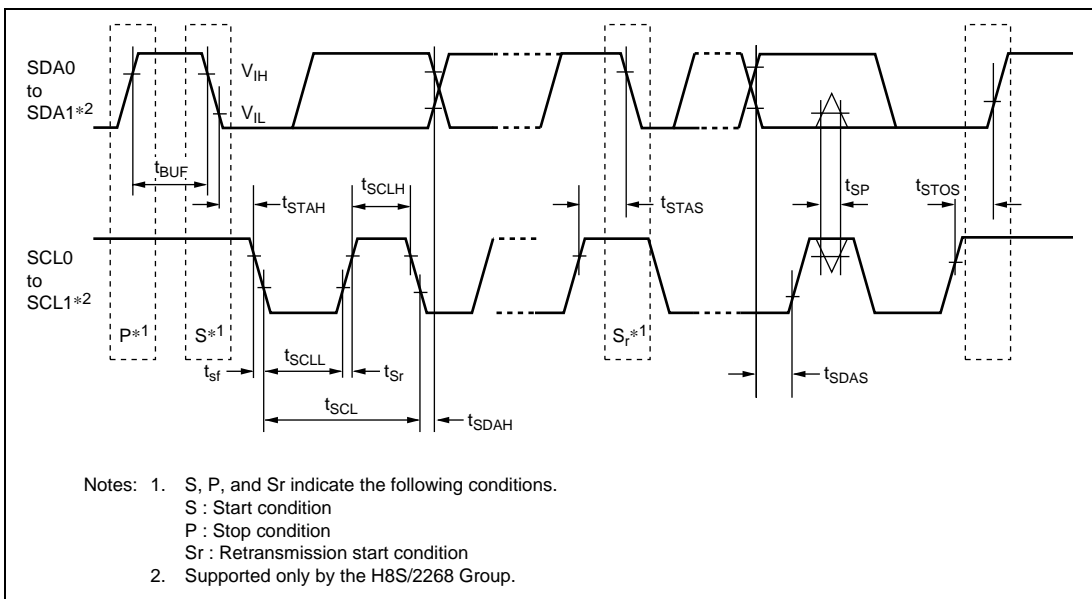 SDA0
to
SDA1*2
VIH
VIL
tBUF
tSTAH
tSCLH
tSTAS
tSP
tSTOS
SCL0
to
SCL1*2
P*1
S*1
Sr*1
tsf
tSCLL
tSr
tSDAS
tSCL
tSDAH
Notes: 1. S, P, and Sr indicate the following conditions.
S : Start condition
P : Stop condition
Sr : Retransmission start condition
2. Supported only by the H8S/2268 Group.